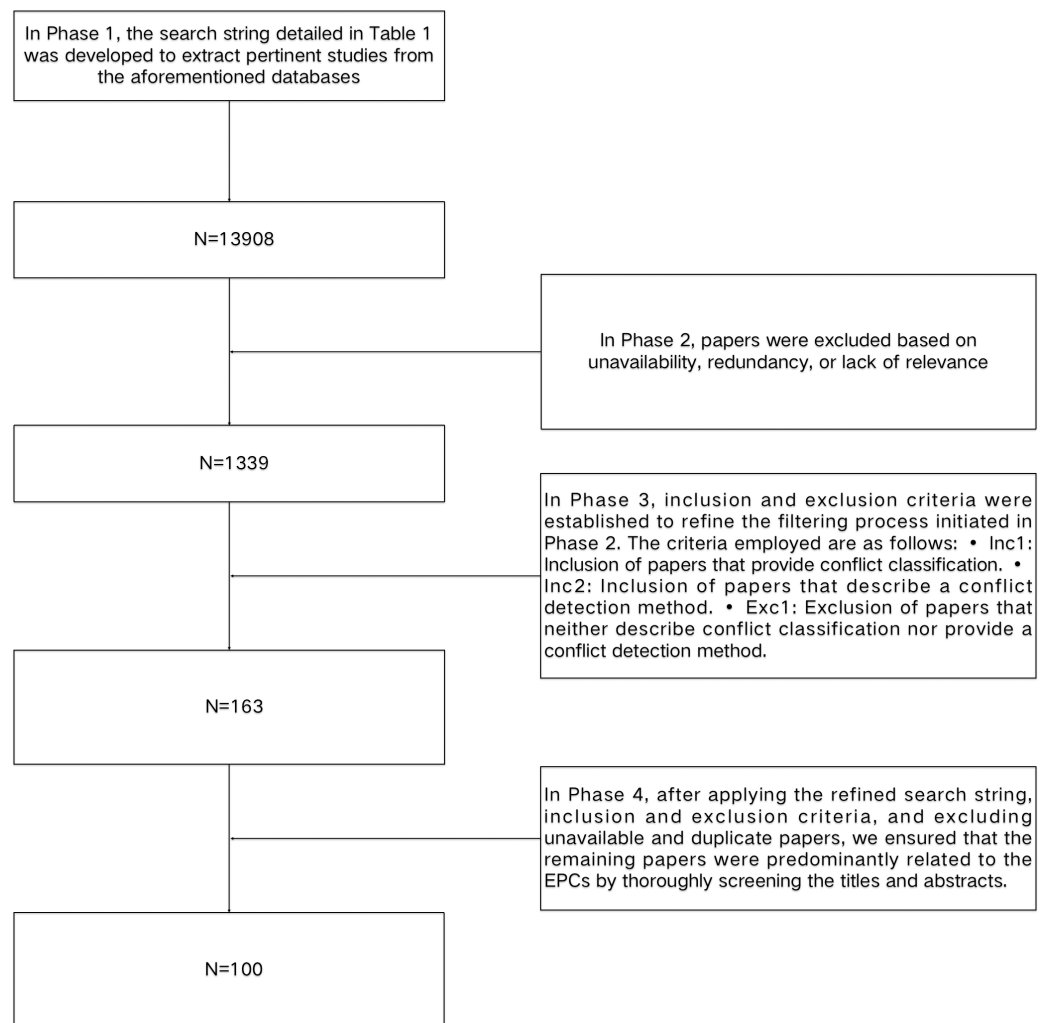 In Phase 1, the search string detailed in Table 1
was developed to extract pertinent studies from
the aforementioned databases
N=13908
In Phase 2, papers were excluded based on
unavailability, redundancy, or lack of relevance
N=1339
In Phase 3, inclusion and exclusion criteria were
established to refine the filtering process initiated in
Phase 2. The criteria employed are as follows: • Inc1:
Inclusion of papers that provide conflict classification. •
Inc2: Inclusion of papers that describe a conflict
detection method. • Exc1: Exclusion of papers that
neither describe conflict classification nor provide a
conflict detection method.
N=163
In Phase 4, after applying the refined search string,
inclusion and exclusion criteria, and excluding
unavailable and duplicate papers, we ensured that the
remaining papers were predominantly related to the
EPCs by thoroughly screening the titles and abstracts.
N=100